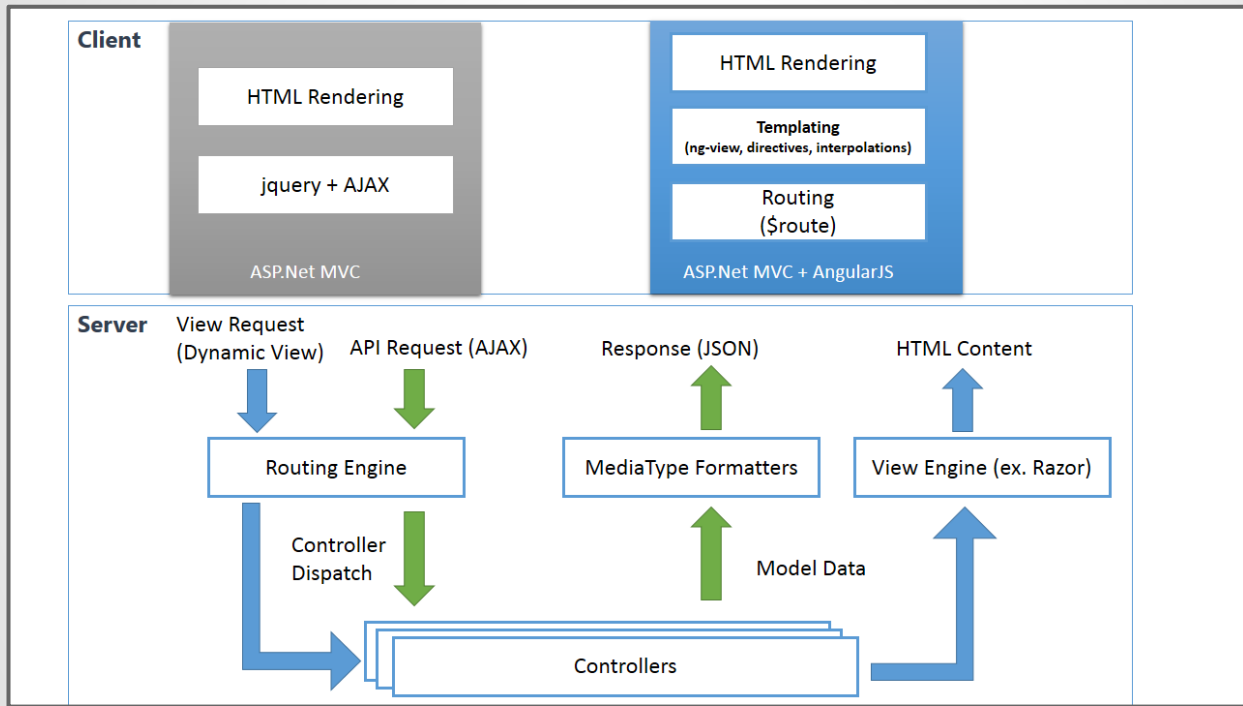 Client
HTML Rendering
jquery + AJAX
ASP.Net MVC
HTML Rendering
Templating
(ng-view, directives, interpolations)
Routing
($route)
ASP.Net MVC + AngularJS
Server
View Request
(Dynamic View)
API Request (AJAX)
Response (JSON)
HTML Content
Routing Engine
MediaType Formatters
View Engine (ex. Razor)
Controller
Dispatch
Model Data
Controllers